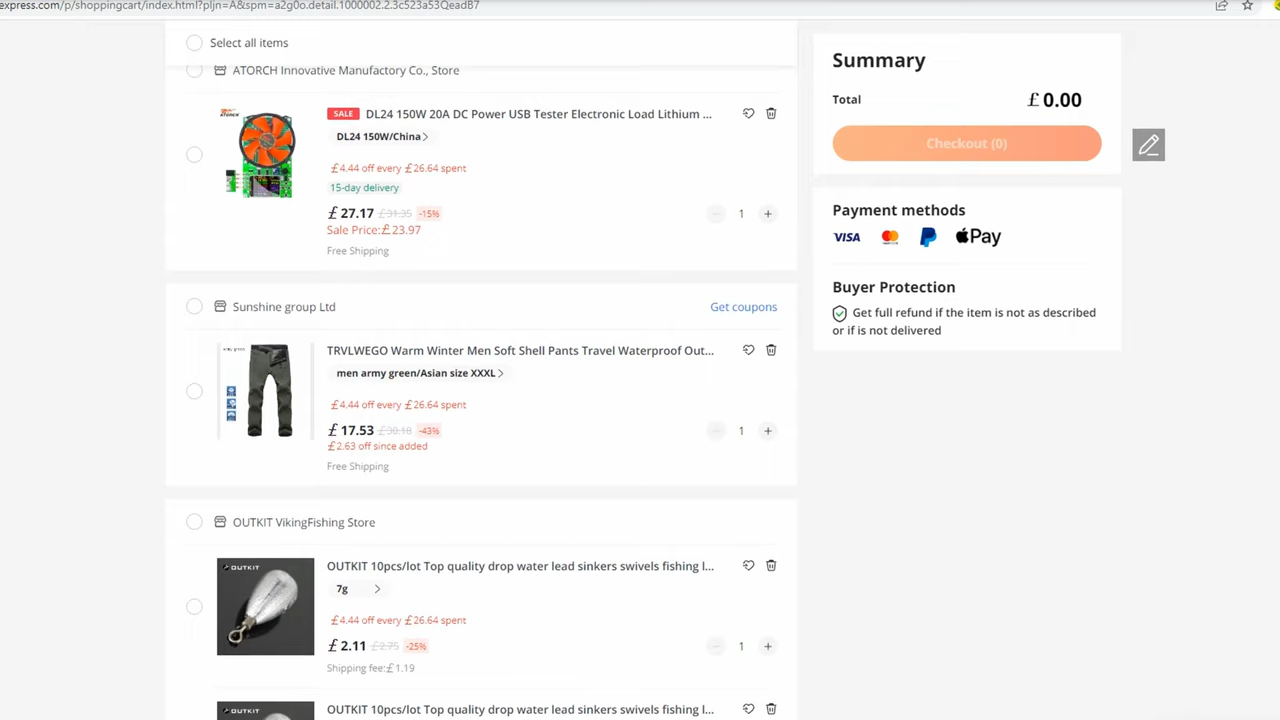 express.com/p/shoppingcart/index.html?pljn=A&spm=a2g0o.detail.1000002.2.3c523a53QeadB7
Select all items
ATORCH Innovative Manufactory Co., Store
ATORCH
SALE DL24 150W 20A DC Power USB Tester Electronic Load Lithium ...
DL24 150W/China
£4.44 off every £26.64 spent
15-day delivery
£27.17 £31.35 -15%
1
Sale Price:£23.97
Free Shipping
Sunshine group Ltd
Get coupons
army green
TRVLWEGO Warm Winter Men Soft Shell Pants Travel Waterproof Out...
men army green/Asian size XXXL
£4.44 off every £26.64 spent
£17.53 £30.18 -43%
1
£2.63 off since added
Free Shipping
OUTKIT VikingFishing Store
OUTKIT
OUTKIT 10pcs/lot Top quality drop water lead sinkers swivels fishing l...
7g
£4.44 off every £26.64 spent
£2.11 £2.75 -25%
1
Shipping fee:£1.19
OUTKIT
OUTKIT 10pcs/lot Top quality drop water lead sinkers swivels fishing l...
Summary
Total £0.00
Checkout (0)
Payment methods
VISA
Pay
Buyer Protection
Get full refund if the item is not as described
or if is not delivered